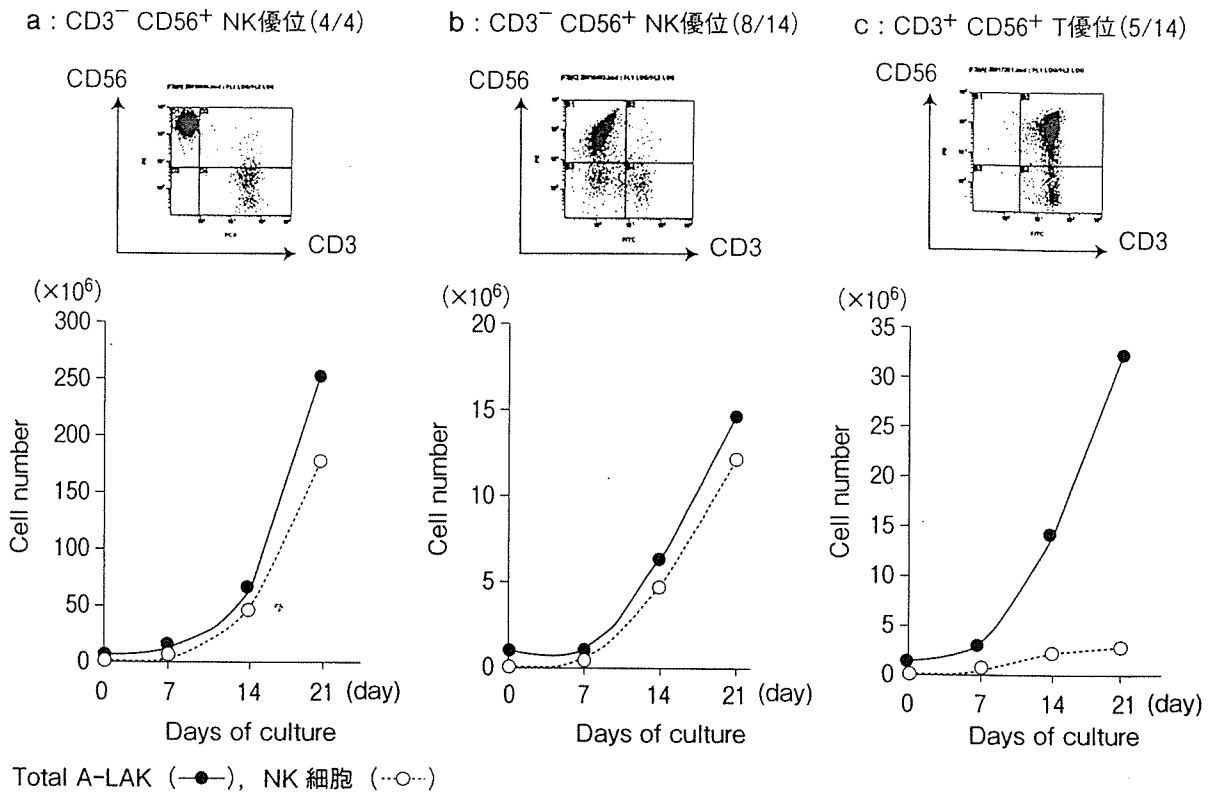 a : CD3⁻ CD56⁺ NK優位(4/4)
b : CD3⁻ CD56⁺ NK優位(8/14)
c : CD3⁺ CD56⁺ T優位(5/14)
CD56
CD3
CD56
FITC
CD3
CD56
FITC
CD3
(×10⁶)
300
250
200
150
100
50
0
Cell number
0 7 14 21 (day)
Days of culture
(×10⁶)
20
15
10
5
0
Cell number
0 7 14 21 (day)
Days of culture
(×10⁶)
35
30
25
20
15
10
5
0
Cell number
0 7 14 21 (day)
Days of culture
Total A-LAK (—●—), NK 細胞 (--○--)